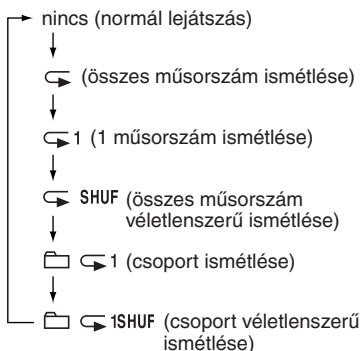 nincs (normál lejátszás)
(összes műsorszám ismétlése)
1 (1 műsorszám ismétlése)
SHUF (összes műsorszám
véletlenszerű ismétlése)
1 (csoport ismétlése)
1SHUF (csoport véletlenszerű
ismétlése)